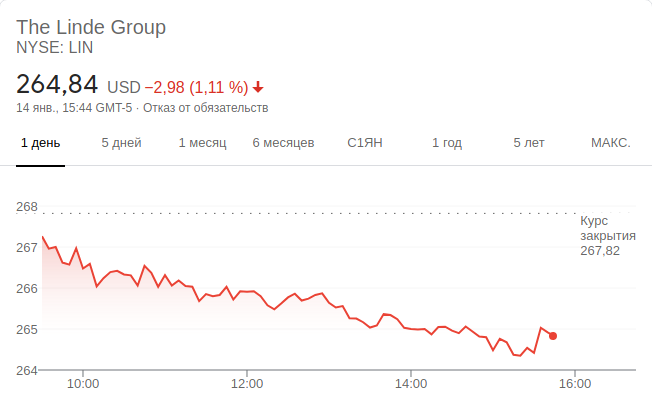 The Linde Group
NYSE: LIN
264,84 USD −2,98 (1,11 %)
14 янв., 15:44 GMT-5 · Отказ от обязательств
1 день 5 дней 1 месяц 6 месяцев С1ЯН 1 год 5 лет МАКС.
268
Курс
закрытия
267,82
267
266
265
264
10:00 12:00 14:00 16:00